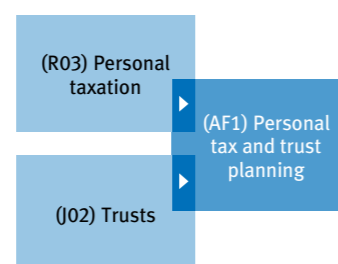 (R03) Personal
taxation
(AF1) Personal
tax and trust
planning
(J02) Trusts